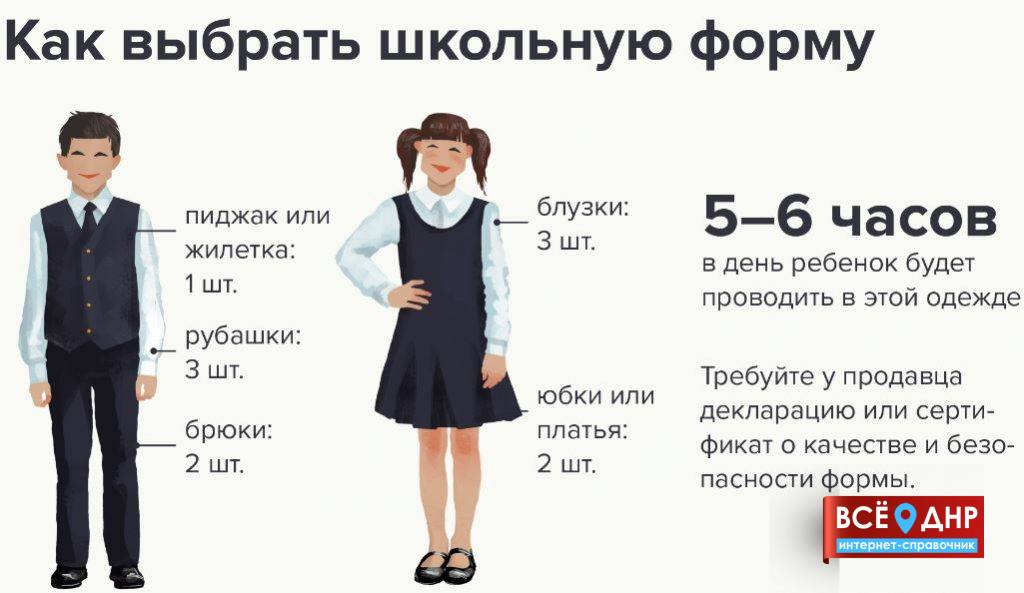 Как выбрать школьную форму
пиджак или
жилетка:
1 шт.
рубашки:
3 шт.
брюки:
2 шт.
блузки:
3 шт.
юбки или
платья:
2 шт.
5–6 часов
в день ребенок будет
проводить в этой одежде
Требуйте у продавца
декларацию или серти-
фикат о качестве и безо-
пасности формы.
ВСЁ ДНР
интернет-справочник